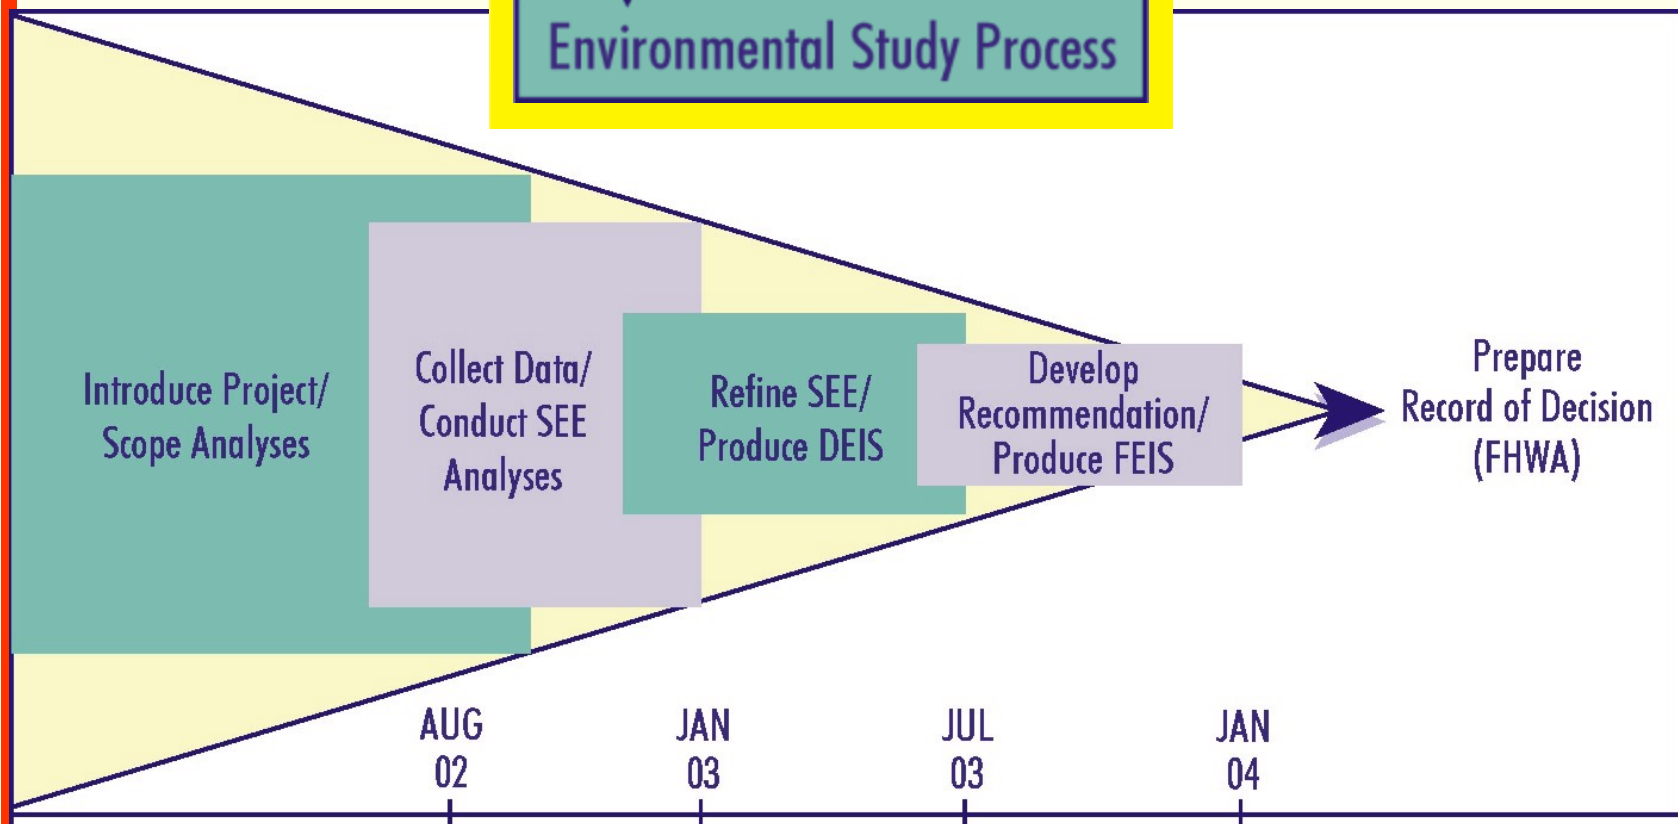 Environmental Study Process
Introduce Project/
Scope Analyses
Collect Data/
Conduct SEE
Analyses
Refine SEE/
Produce DEIS
Develop
Recommendation/
Produce FEIS
Prepare
Record of Decision
(FHWA)
AUG
02
JAN
03
JUL
03
JAN
04